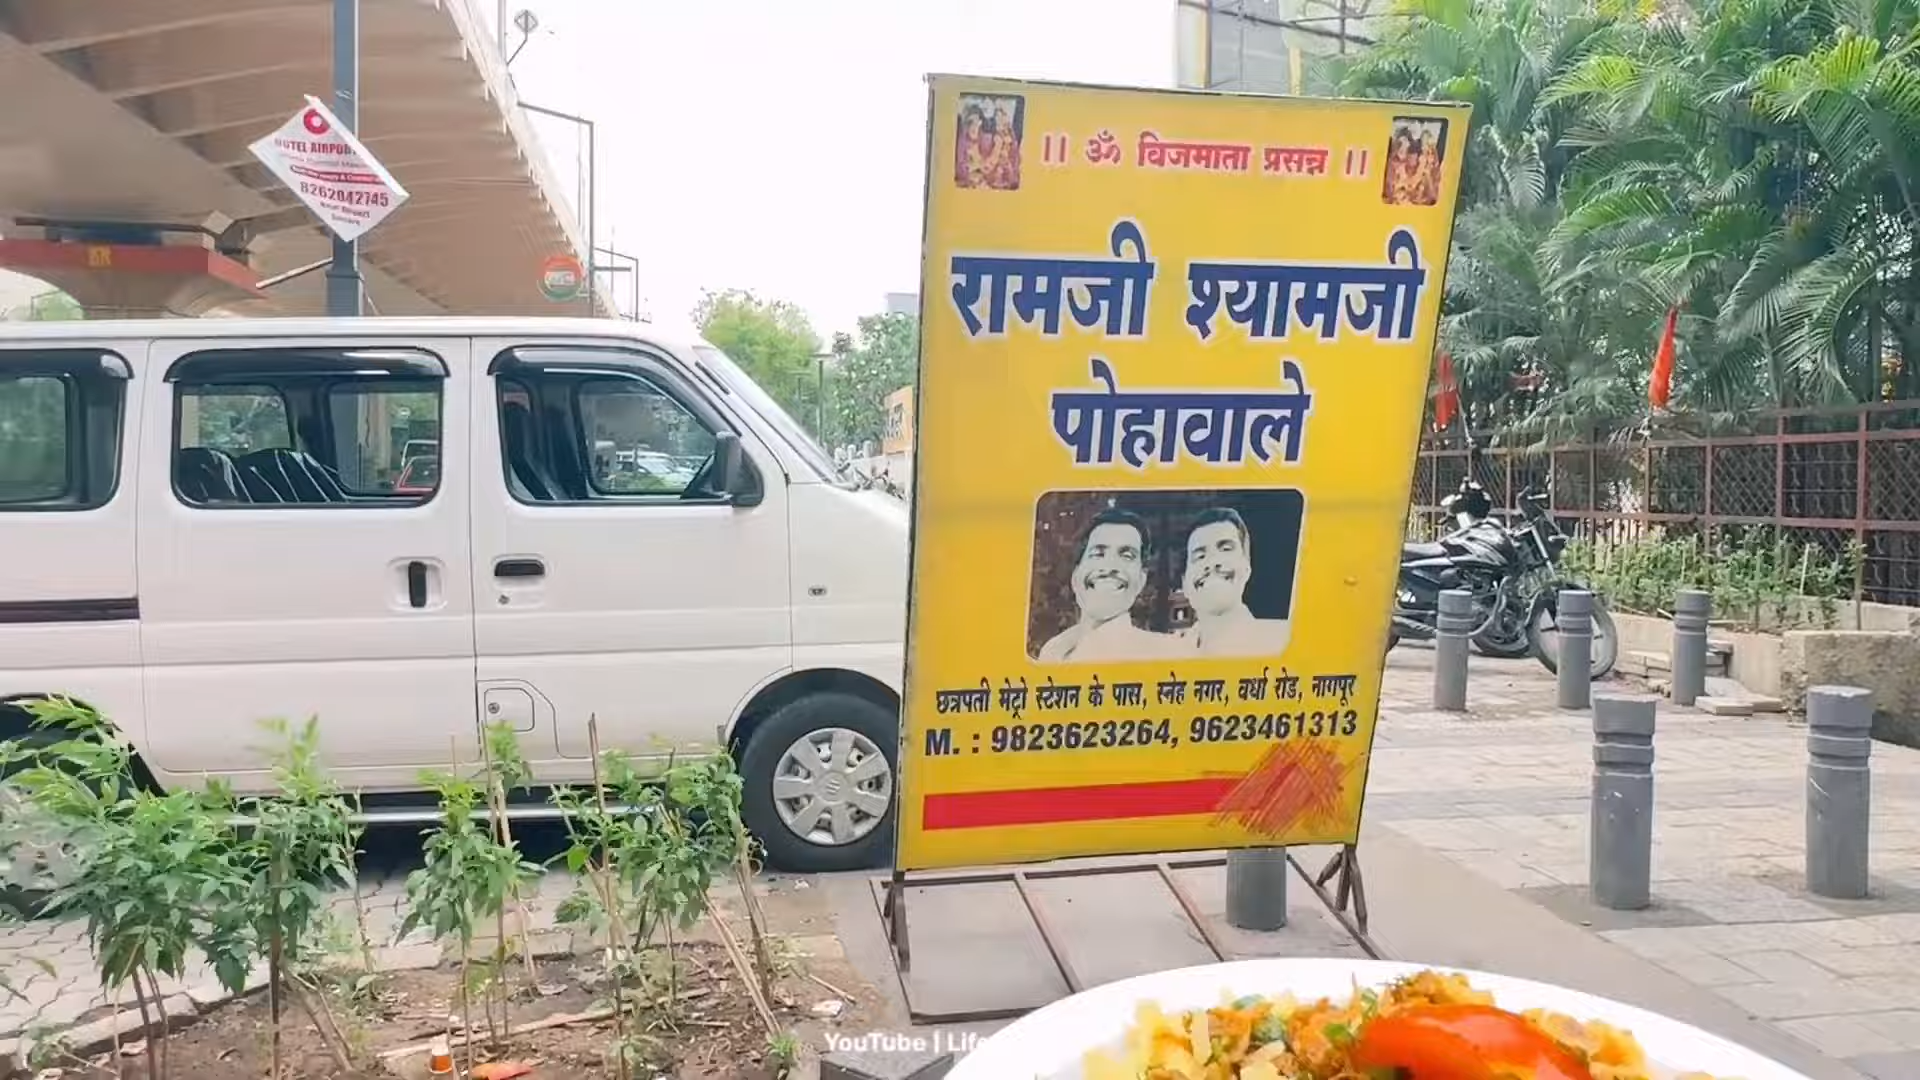 HOTEL AIRPORT
8262042745
|| ॐ विजमाता प्रसन्न ||
रामजी श्यामजी
पोहावाले
छत्रपती मेट्रो स्टेशन के पास, स्नेह नगर, वर्धा रोड, नागपूर
M. : 9823623264, 9623461313
YouTube | Life